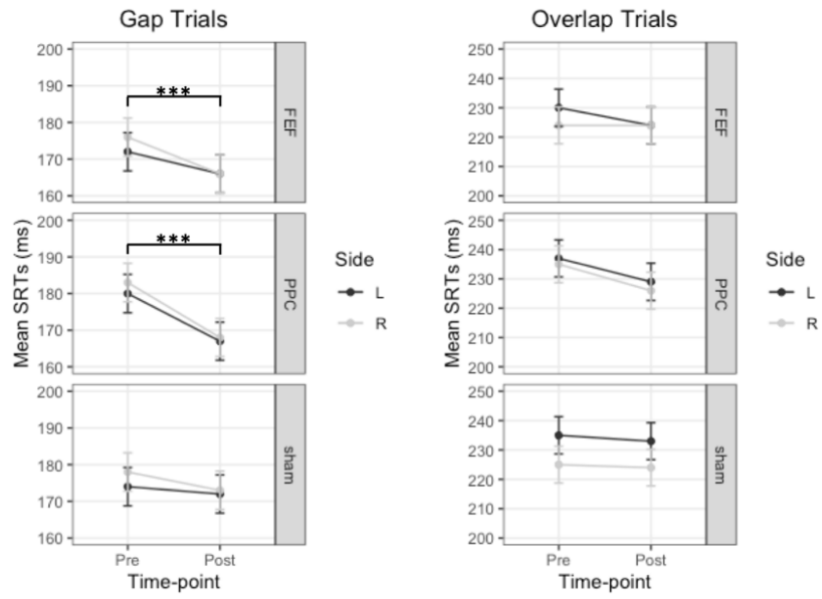 Gap Trials
Overlap Trials
Mean SRTs (ms)
200
190
180
170
160
***
FEF
200
190
180
170
160
***
PPC
200
190
180
170
160
sham
Pre
Post
Time-point
Side
L
R
Mean SRTs (ms)
250
240
230
220
210
200
FEF
250
240
230
220
210
200
PPC
250
240
230
220
210
200
sham
Pre
Post
Time-point
Side
L
R